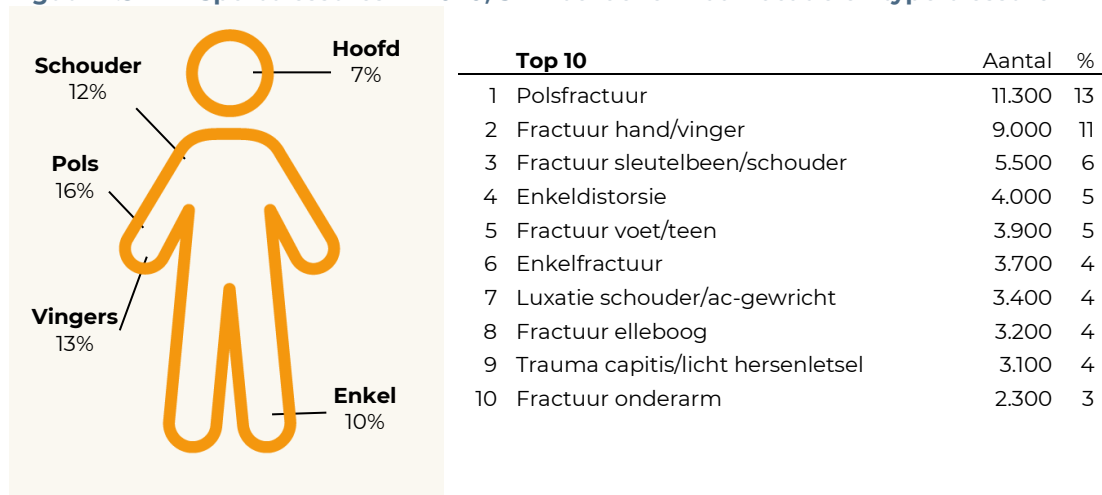 Hoofd
7%
Schouder
12%
Pols
16%
Vingers
13%
Enkel
10%
Top 10 Aantal %
1 Polsfractuur 11.300 13
2 Fractuur hand/vinger 9.000 11
3 Fractuur sleutelbeen/schouder 5.500 6
4 Enkeldistorsie 4.000 5
5 Fractuur voet/teen 3.900 5
6 Enkelfractuur 3.700 4
7 Luxatie schouder/ac-gewricht 3.400 4
8 Fractuur elleboog 3.200 4
9 Trauma capitis/licht hersenletsel 3.100 4
10 Fractuur onderarm 2.300 3